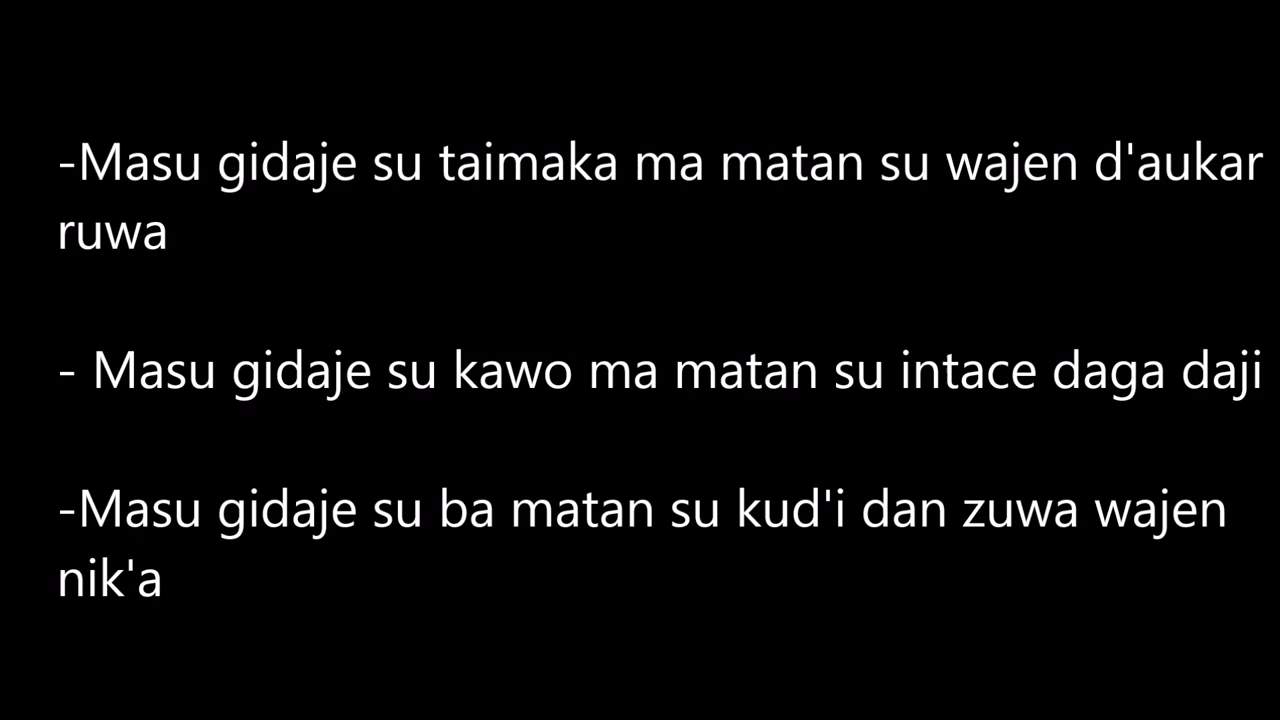 -Masu gidaje su taimaka ma matan su wajen d'aukar
ruwa
- Masu gidaje su kawo ma matan su intace daga daji
-Masu gidaje su ba matan su kud'i dan zuwa wajen
nik'a